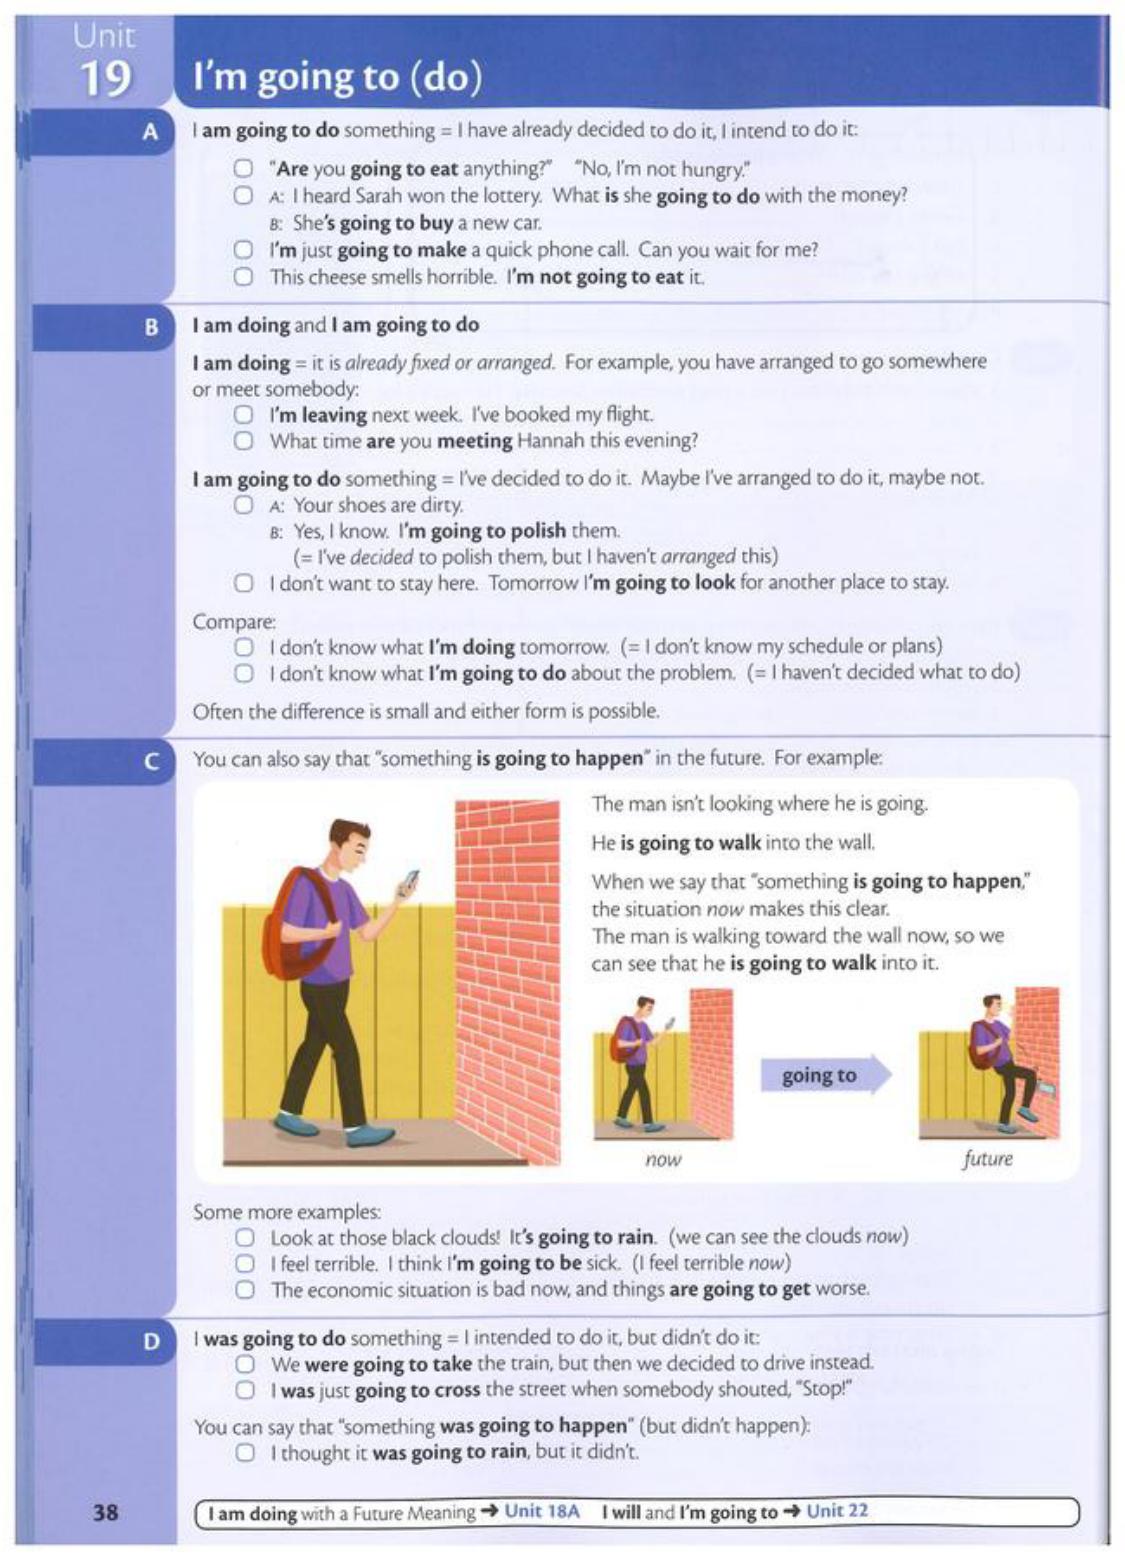 Unit
19
I'm going to (do)
A
I am going to do something = I have already decided to do it, I intend to do it:
"Are you going to eat anything?" "No, I'm not hungry."
A: I heard Sarah won the lottery. What is she going to do with the money?
B: She's going to buy a new car.
I'm just going to make a quick phone call. Can you wait for me?
This cheese smells horrible. I'm not going to eat it.
B
I am doing and I am going to do
I am doing = it is already fixed or arranged. For example, you have arranged to go somewhere
or meet somebody:
I'm leaving next week. I've booked my flight.
What time are you meeting Hannah this evening?
I am going to do something = I've decided to do it. Maybe I've arranged to do it, maybe not.
A: Your shoes are dirty.
B: Yes, I know. I'm going to polish them.
(= I've decided to polish them, but I haven't arranged this)
I don't want to stay here. Tomorrow I'm going to look for another place to stay.
Compare:
I don't know what I'm doing tomorrow. (= I don't know my schedule or plans)
I don't know what I'm going to do about the problem. (= I haven't decided what to do)
Often the difference is small and either form is possible.
C
You can also say that "something is going to happen" in the future. For example:
The man isn't looking where he is going.
He is going to walk into the wall.
When we say that "something is going to happen,"
the situation now makes this clear.
The man is walking toward the wall now, so we
can see that he is going to walk into it.
going to
now
future
Some more examples:
Look at those black clouds! It's going to rain. (we can see the clouds now)
I feel terrible. I think I'm going to be sick. (I feel terrible now)
The economic situation is bad now, and things are going to get worse.
D
I was going to do something = I intended to do it, but didn't do it:
We were going to take the train, but then we decided to drive instead.
I was just going to cross the street when somebody shouted, "Stop!"
You can say that "something was going to happen" (but didn't happen):
I thought it was going to rain, but it didn't.
38
I am doing with a Future Meaning → Unit 18A I will and I'm going to → Unit 22